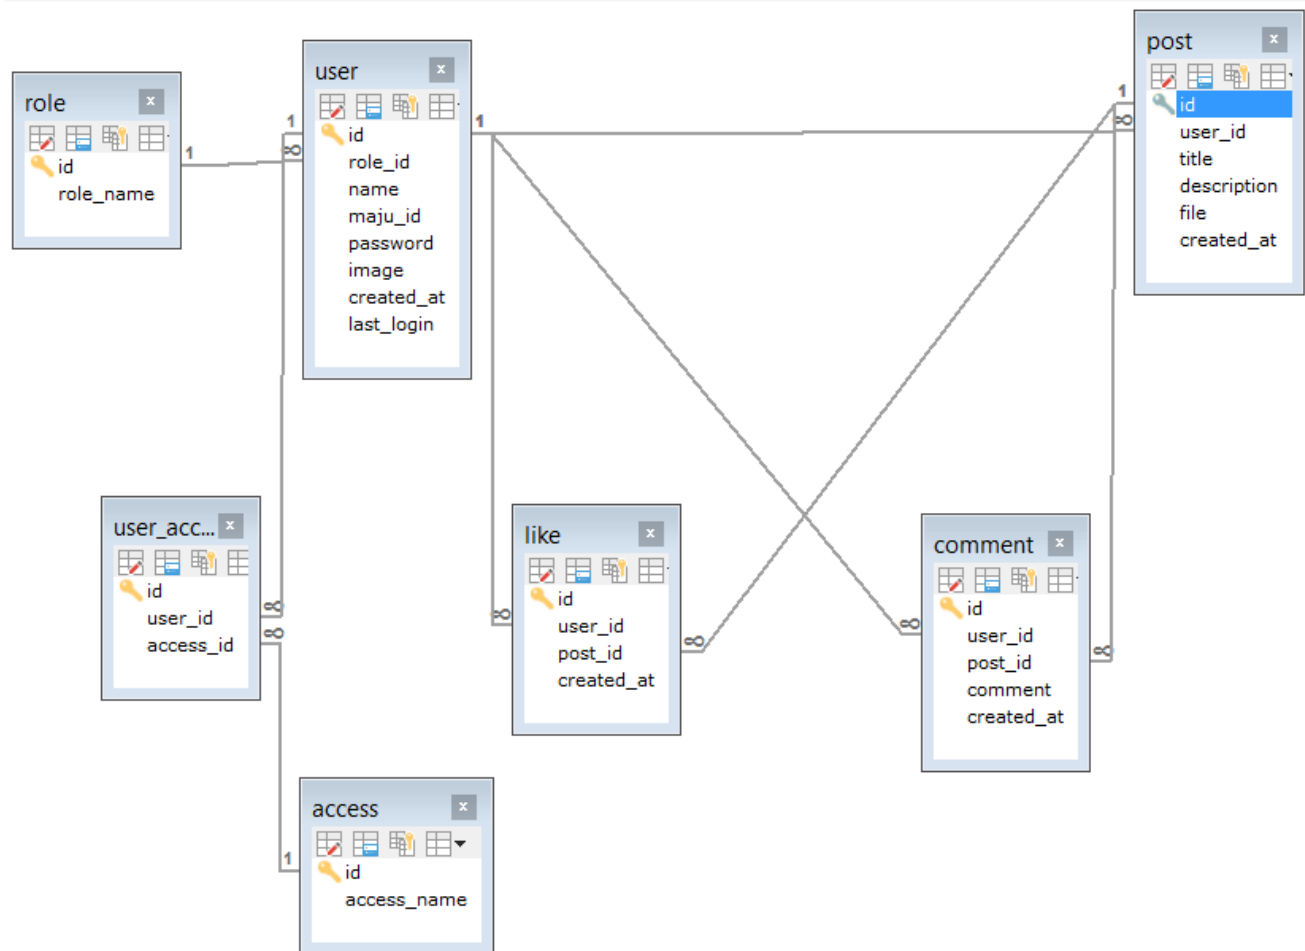 role
id
role_name
user
id
role_id
name
maju_id
password
image
created_at
last_login
post
id
user_id
title
description
file
created_at
user_acc...
id
user_id
access_id
like
id
user_id
post_id
created_at
comment
id
user_id
post_id
comment
created_at
access
id
access_name
1
1
∞
1
1
∞
∞
∞
1
∞
∞
∞
∞